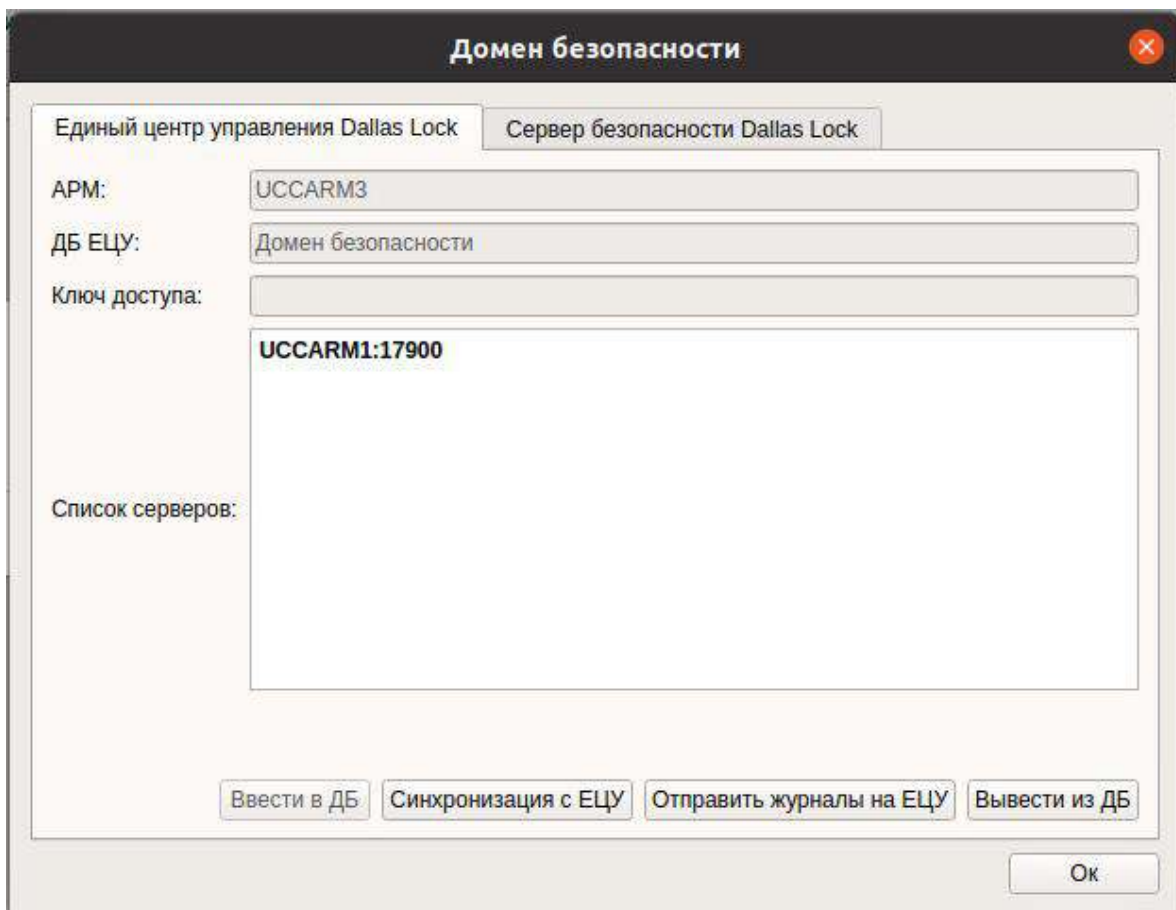 Домен безопасности
Единый центр управления Dallas Lock
Сервер безопасности Dallas Lock
АРМ:
UCCARM3
ДБ ЕЦУ:
Домен безопасности
Ключ доступа:
UCCARM1:17900
Список серверов:
Ввести в ДБ
Синхронизация с ЕЦУ
Отправить журналы на ЕЦУ
Вывести из ДБ
Ок